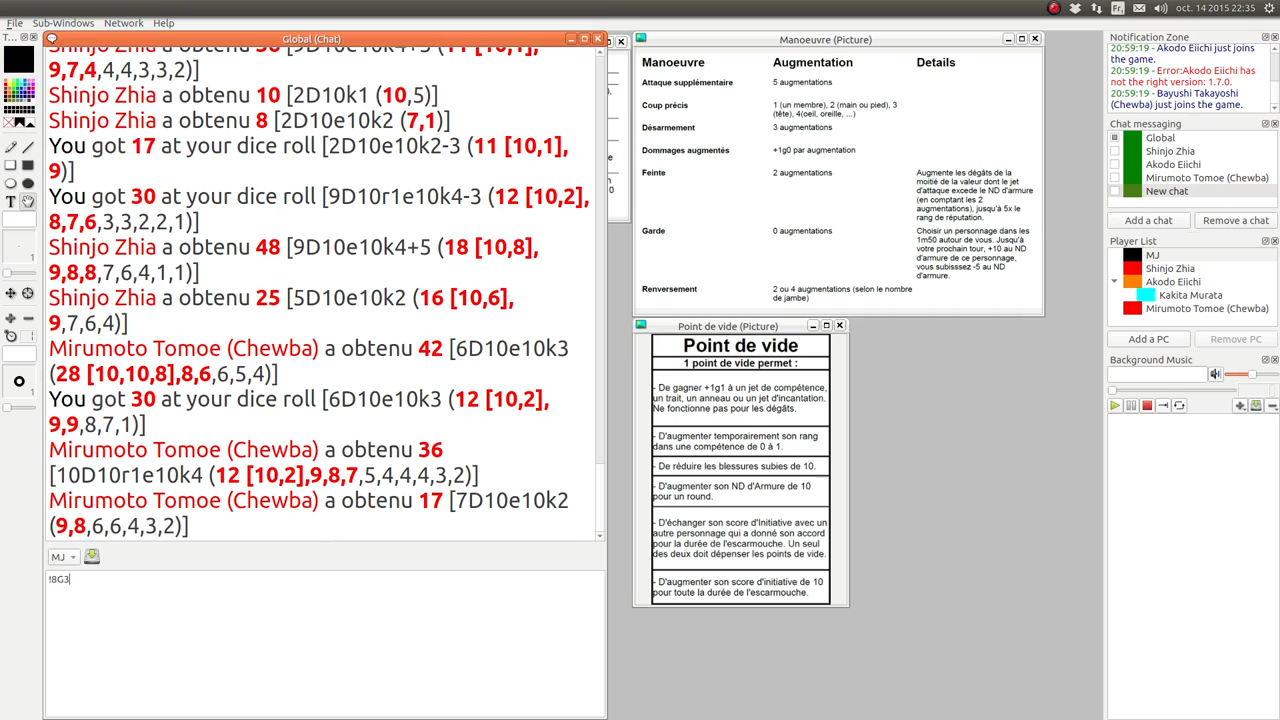 Fr
oct. 14 2015 22:35
File Sub-Windows Network Help
T...
Global (Chat)
9,7,4,4,4,3,3,2)]
Shinjo Zhia a obtenu 10 [2D10k1 (10,5)]
Shinjo Zhia a obtenu 8 [2D10e10k2 (7,1)]
You got 17 at your dice roll [2D10e10k2-3 (11 [10,1],
9)]
You got 30 at your dice roll [9D10r1e10k4-3 (12 [10,2],
8,7,6,3,3,2,2,1)]
Shinjo Zhia a obtenu 48 [9D10e10k4+5 (18 [10,8],
9,8,8,7,6,4,1,1)]
Shinjo Zhia a obtenu 25 [5D10e10k2 (16 [10,6],
9,7,6,4)]
Mirumoto Tomoe (Chewba) a obtenu 42 [6D10e10k3
(28 [10,10,8],8,6,6,5,4)]
You got 30 at your dice roll [6D10e10k3 (12 [10,2],
9,9,8,7,1)]
Mirumoto Tomoe (Chewba) a obtenu 36
[10D10r1e10k4 (12 [10,2],9,8,7,5,4,4,4,3,2)]
Mirumoto Tomoe (Chewba) a obtenu 17 [7D10e10k2
(9,8,6,6,4,3,2)]
MJ
!8G3
1
1
Manoeuvre (Picture)
Manoeuvre Augmentation Details
Attaque supplémentaire 5 augmentations
Coup précis 1 (un membre), 2 (main ou pied), 3
(tête), 4(oeil, oreille, ...)
Désarmement 3 augmentations
Dommages augmentés +1g0 par augmentation
Feinte 2 augmentations Augmente les dégâts de la
moitié de la valeur dont le jet
d'attaque excede le ND d'armure
(en comptant les 2
augmentations), jusqu'à 5x le
rang de réputation.
Garde 0 augmentations Choisir un personnage dans les
1m50 autour de vous. Jusqu'à
votre prochain tour, +10 au ND
d'armure de ce personnage,
vous subisssez -5 au ND
d'armure.
Renversement 2 ou 4 augmentations (selon le nombre
de jambe)
Point de vide (Picture)
Point de vide
1 point de vide permet :
- De gagner +1g1 à un jet de compétence,
un trait, un anneau ou un jet d'incantation.
Ne fonctionne pas pour les dégâts.
- D'augmenter temporairement son rang
dans une compétence de 0 à 1.
- De réduire les blessures subies de 10.
- D'augmenter son ND d'Armure de 10
pour un round.
- D'échanger son score d'Initiative avec un
autre personnage qui a donné son accord
pour la durée de l'escarmouche. Un seul
des deux doit dépenser les points de vide.
- D'augmenter son score d'initiative de 10
pour toute la durée de l'escarmouche.
Notification Zone
20:59:19 - Akodo Eiichi just joins
the game.
20:59:19 - Error:Akodo Eiichi has
not the right version: 1.7.0.
20:59:19 - Bayushi Takayoshi
(Chewba) just joins the game.
Chat messaging
Global
Shinjo Zhia
Akodo Eiichi
Mirumoto Tomoe (Chewba)
New chat
Add a chat Remove a chat
Player List
MJ
Shinjo Zhia
Akodo Eiichi
Kakita Murata
Mirumoto Tomoe (Chewba)
Add a PC Remove PC
Background Music